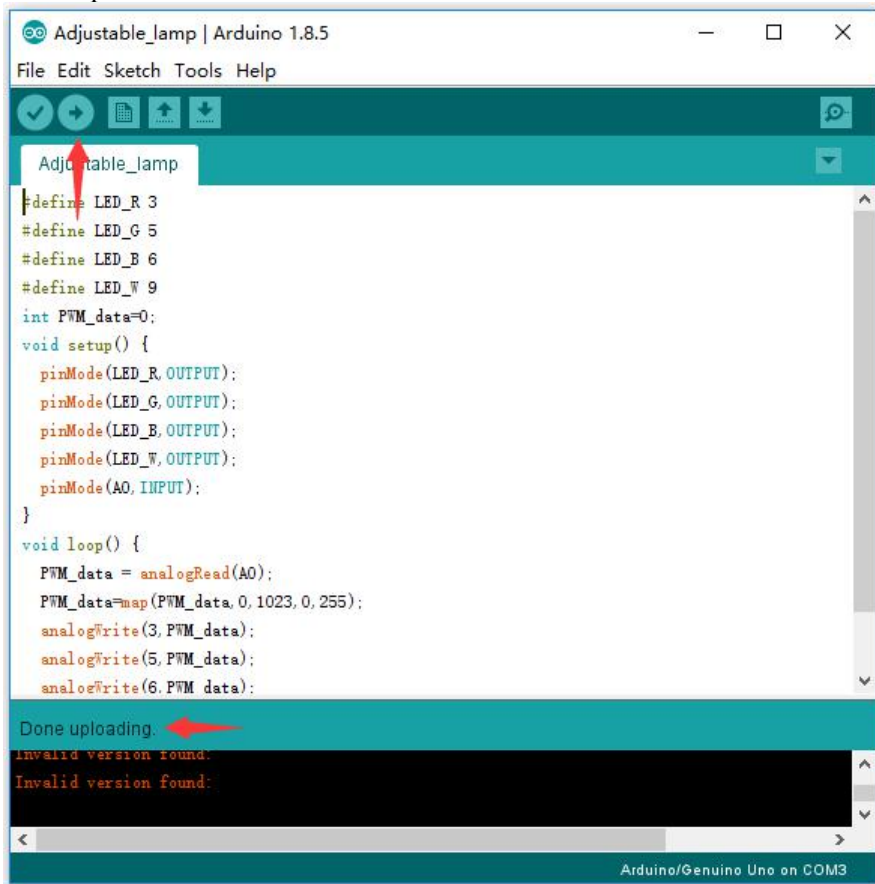 Adjustable_lamp | Arduino 1.8.5
File Edit Sketch Tools Help
Adjustable_lamp
#define LED_R 3
#define LED_G 5
#define LED_B 6
#define LED_W 9
int PWM_data=0;
void setup() {
pinMode(LED_R,OUTPUT);
pinMode(LED_G,OUTPUT);
pinMode(LED_B,OUTPUT);
pinMode(LED_W,OUTPUT);
pinMode(A0,INPUT);
}
void loop() {
PWM_data = analogRead(A0);
PWM_data=map(PWM_data,0,1023,0,255);
analogWrite(3,PWM_data);
analogWrite(5,PWM_data);
analogWrite(6,PWM_data);
Done uploading.
Invalid version found:
Invalid version found:
Arduino/Genuino Uno on COM3